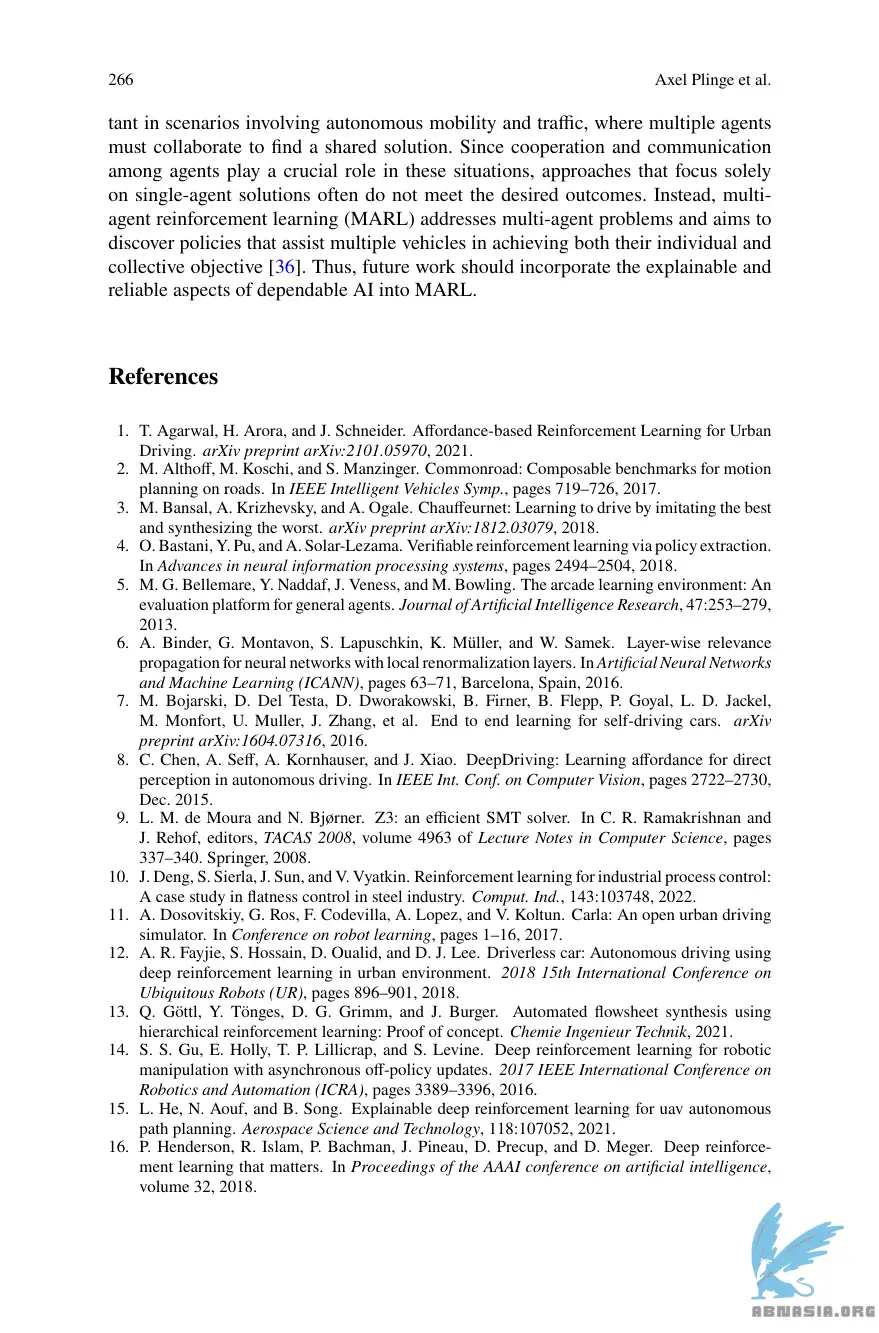 266
Axel Plinge et al.
tant in scenarios involving autonomous mobility and traffic, where multiple agents
must collaborate to find a shared solution. Since cooperation and communication
among agents play a crucial role in these situations, approaches that focus solely
on single-agent solutions often do not meet the desired outcomes. Instead, multi-
agent reinforcement learning (MARL) addresses multi-agent problems and aims to
discover policies that assist multiple vehicles in achieving both their individual and
collective objective [36]. Thus, future work should incorporate the explainable and
reliable aspects of dependable AI into MARL.
References
1. T. Agarwal, H. Arora, and J. Schneider. Affordance-based Reinforcement Learning for Urban
Driving. arXiv preprint arXiv:2101.05970, 2021.
2. M. Althoff, M. Koschi, and S. Manzinger. Commonroad: Composable benchmarks for motion
planning on roads. In IEEE Intelligent Vehicles Symp., pages 719–726, 2017.
3. M. Bansal, A. Krizhevsky, and A. Ogale. Chauffeurnet: Learning to drive by imitating the best
and synthesizing the worst. arXiv preprint arXiv:1812.03079, 2018.
4. O. Bastani, Y. Pu, and A. Solar-Lezama. Verifiable reinforcement learning via policy extraction.
In Advances in neural information processing systems, pages 2494–2504, 2018.
5. M. G. Bellemare, Y. Naddaf, J. Veness, and M. Bowling. The arcade learning environment: An
evaluation platform for general agents. Journal of Artificial Intelligence Research, 47:253–279,
2013.
6. A. Binder, G. Montavon, S. Lapuschkin, K. Müller, and W. Samek. Layer-wise relevance
propagation for neural networks with local renormalization layers. In Artificial Neural Networks
and Machine Learning (ICANN), pages 63–71, Barcelona, Spain, 2016.
7. M. Bojarski, D. Del Testa, D. Dworakowski, B. Firner, B. Flepp, P. Goyal, L. D. Jackel,
M. Monfort, U. Muller, J. Zhang, et al. End to end learning for self-driving cars. arXiv
preprint arXiv:1604.07316, 2016.
8. C. Chen, A. Seff, A. Kornhauser, and J. Xiao. DeepDriving: Learning affordance for direct
perception in autonomous driving. In IEEE Int. Conf. on Computer Vision, pages 2722–2730,
Dec. 2015.
9. L. M. de Moura and N. Bjørner. Z3: an efficient SMT solver. In C. R. Ramakrishnan and
J. Rehof, editors, TACAS 2008, volume 4963 of Lecture Notes in Computer Science, pages
337–340. Springer, 2008.
10. J. Deng, S. Sierla, J. Sun, and V. Vyatkin. Reinforcement learning for industrial process control:
A case study in flatness control in steel industry. Comput. Ind., 143:103748, 2022.
11. A. Dosovitskiy, G. Ros, F. Codevilla, A. Lopez, and V. Koltun. Carla: An open urban driving
simulator. In Conference on robot learning, pages 1–16, 2017.
12. A. R. Fayjie, S. Hossain, D. Oualid, and D. J. Lee. Driverless car: Autonomous driving using
deep reinforcement learning in urban environment. 2018 15th International Conference on
Ubiquitous Robots (UR), pages 896–901, 2018.
13. Q. Göttl, Y. Tönges, D. G. Grimm, and J. Burger. Automated flowsheet synthesis using
hierarchical reinforcement learning: Proof of concept. Chemie Ingenieur Technik, 2021.
14. S. S. Gu, E. Holly, T. P. Lillicrap, and S. Levine. Deep reinforcement learning for robotic
manipulation with asynchronous off-policy updates. 2017 IEEE International Conference on
Robotics and Automation (ICRA), pages 3389–3396, 2016.
15. L. He, N. Aouf, and B. Song. Explainable deep reinforcement learning for uav autonomous
path planning. Aerospace Science and Technology, 118:107052, 2021.
16. P. Henderson, R. Islam, P. Bachman, J. Pineau, D. Precup, and D. Meger. Deep reinforce-
ment learning that matters. In Proceedings of the AAAI conference on artificial intelligence,
volume 32, 2018.
ABNASIA.ORG